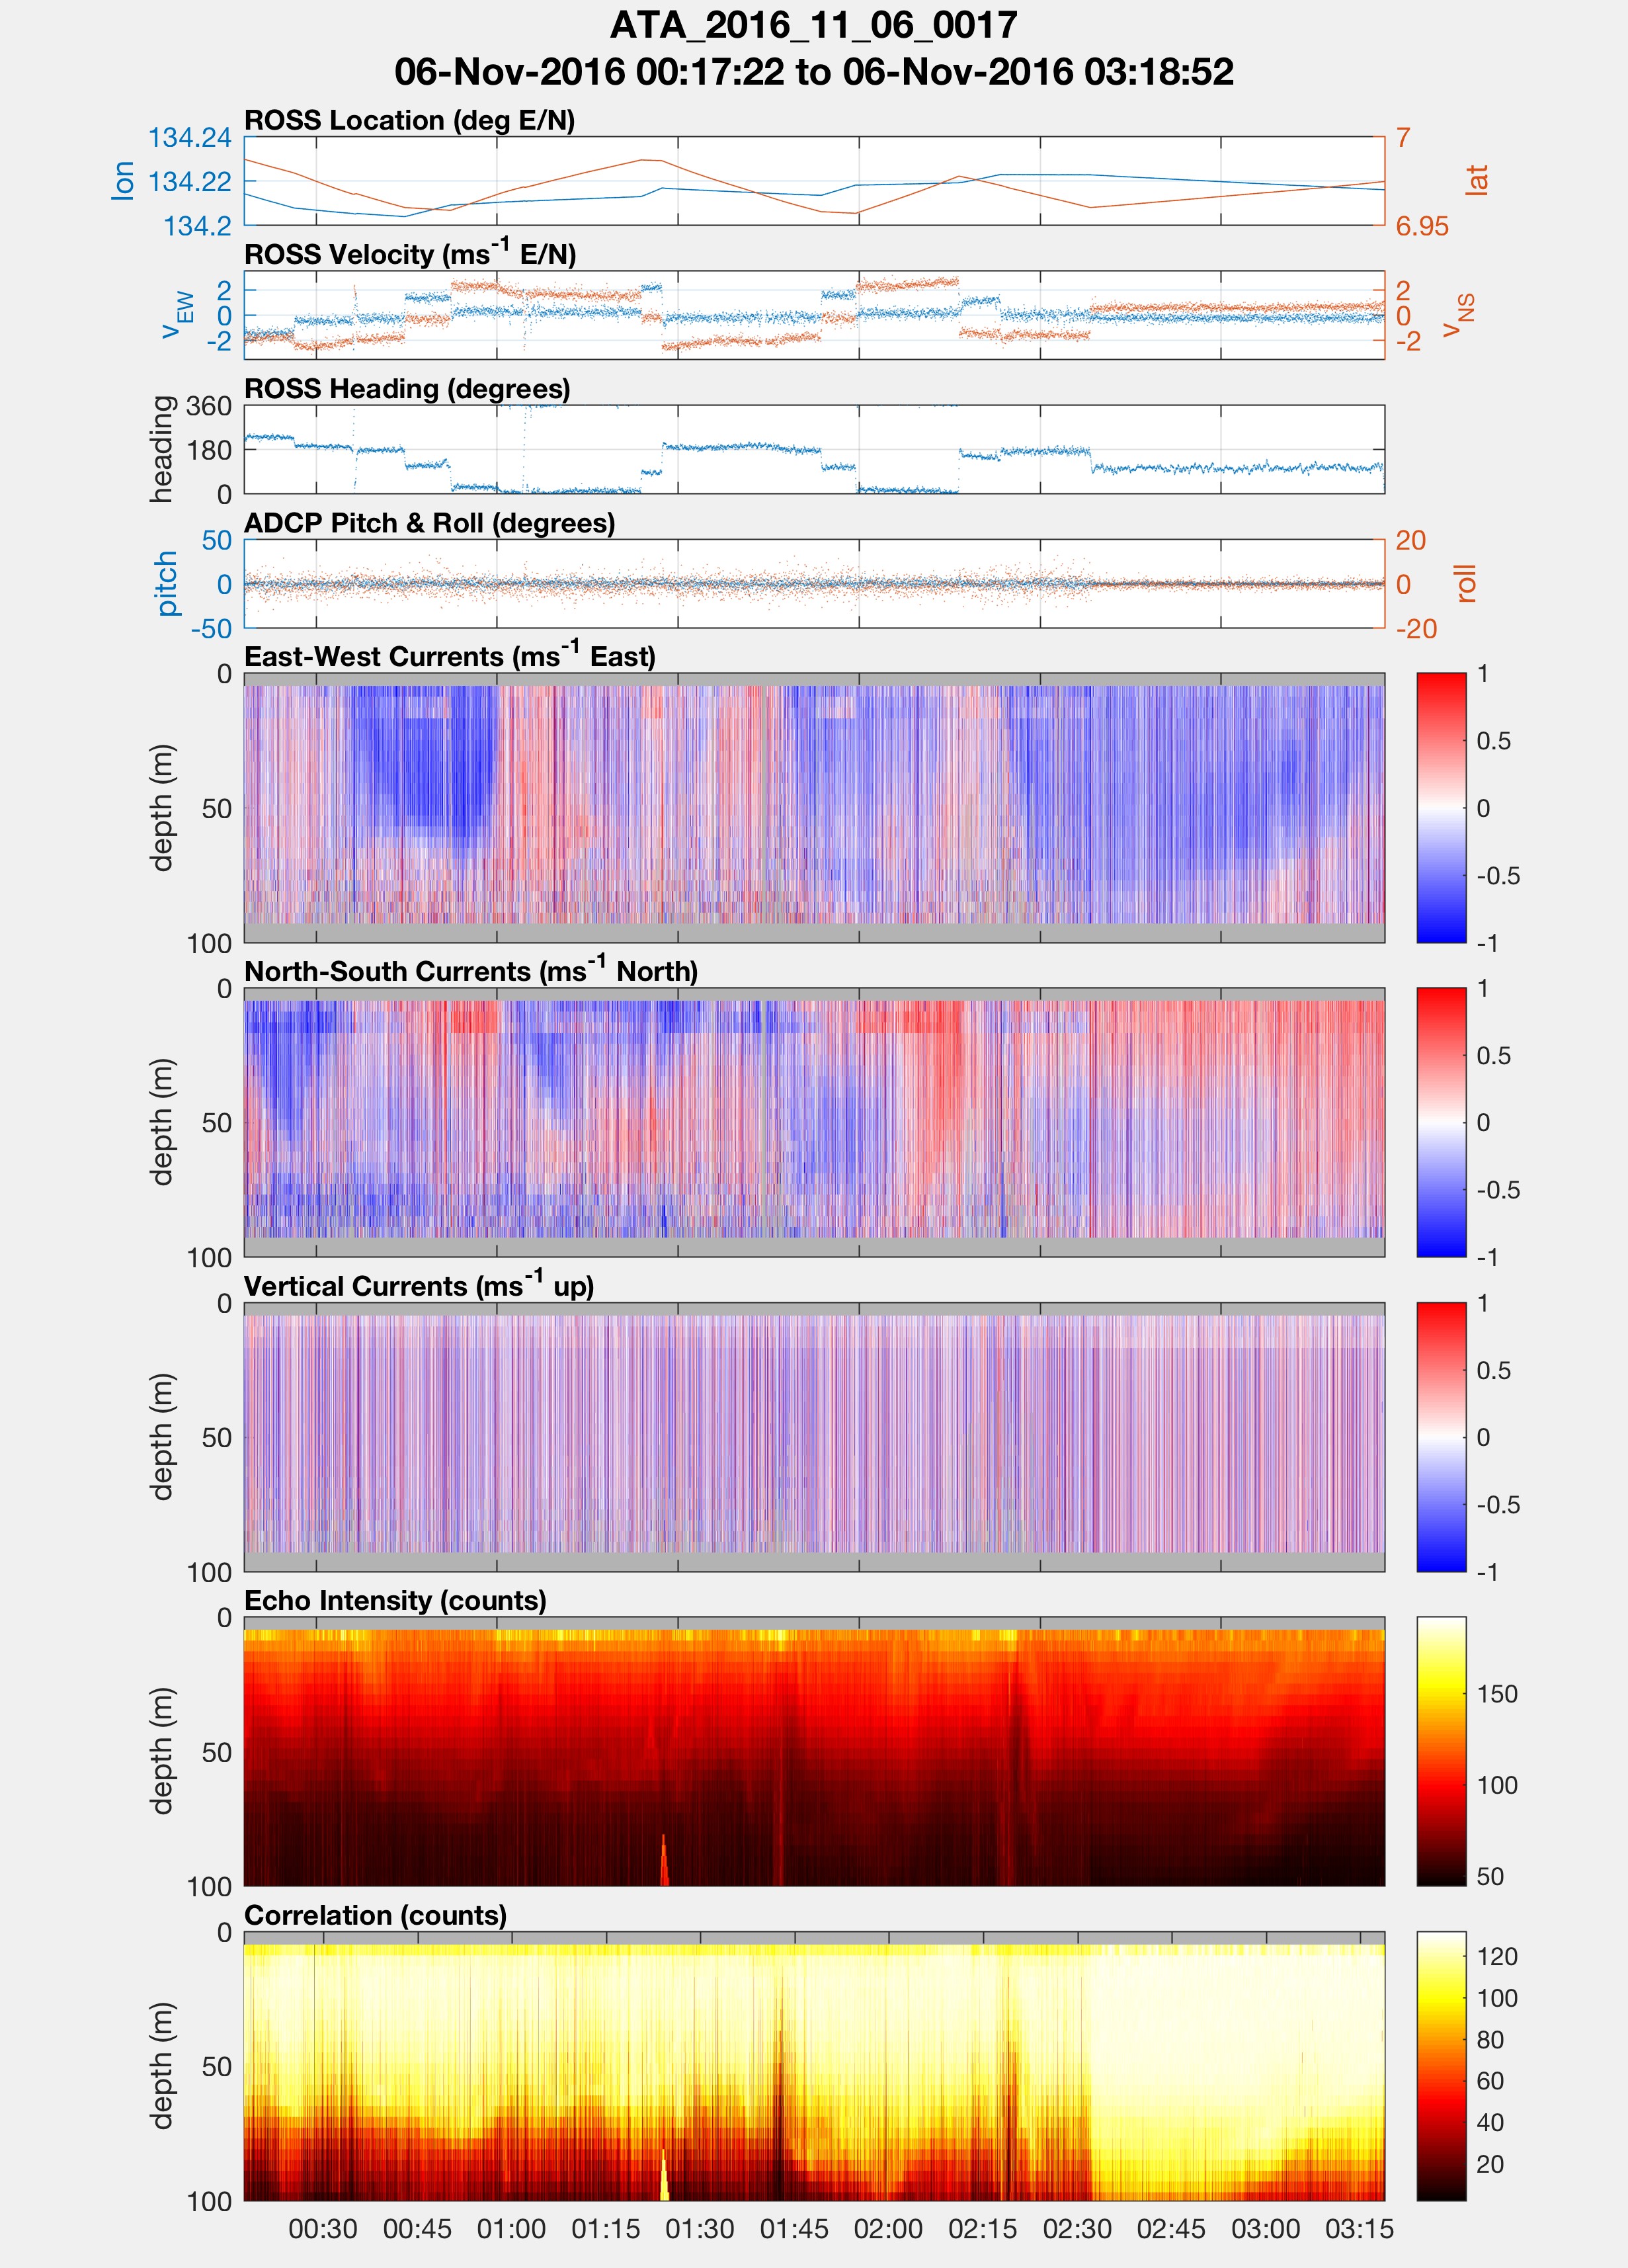 ATA_2016_11_06_0017
06-Nov-2016 00:17:22 to 06-Nov-2016 03:18:52
ROSS Location (deg E/N)
134.24
134.22
134.2
lon
7
6.95
lat
ROSS Velocity (ms-1 E/N)
2
0
-2
vEW
2
0
-2
vNS
ROSS Heading (degrees)
360
180
0
heading
ADCP Pitch & Roll (degrees)
50
0
-50
pitch
20
0
-20
roll
East-West Currents (ms-1 East)
0
50
100
depth (m)
1
0.5
0
-0.5
-1
North-South Currents (ms-1 North)
0
50
100
depth (m)
1
0.5
0
-0.5
-1
Vertical Currents (ms-1 up)
0
50
100
depth (m)
1
0.5
0
-0.5
-1
Echo Intensity (counts)
0
50
100
depth (m)
150
100
50
Correlation (counts)
0
50
100
depth (m)
120
100
80
60
40
20
00:30 00:45 01:00 01:15 01:30 01:45 02:00 02:15 02:30 02:45 03:00 03:15